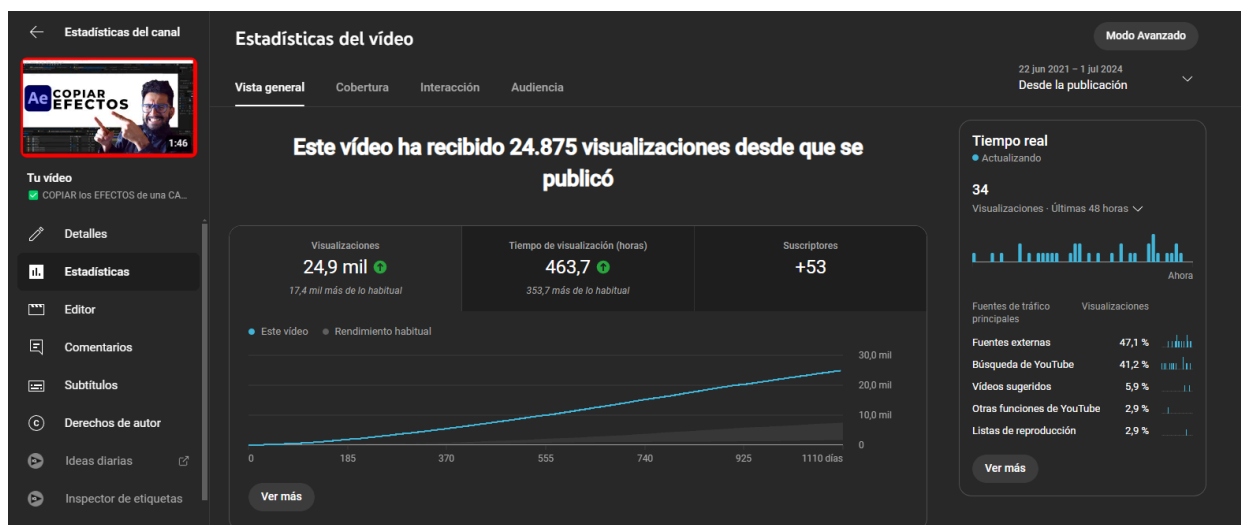 Estadísticas del canal
Ae COPIAR
EFECTOS
1:46
Tu vídeo
✅ COPIAR los EFECTOS de una CA...
Detalles
Estadísticas
Editor
Comentarios
Subtítulos
Derechos de autor
Ideas diarias
Inspector de etiquetas
Estadísticas del vídeo
Modo Avanzado
Vista general Cobertura Interacción Audiencia
22 jun 2021 – 1 jul 2024
Desde la publicación
Este vídeo ha recibido 24.875 visualizaciones desde que se
publicó
Visualizaciones
24,9 mil
17,4 mil más de lo habitual
Tiempo de visualización (horas)
463,7
353,7 más de lo habitual
Suscriptores
+53
Este vídeo Rendimiento habitual
30,0 mil
20,0 mil
10,0 mil
0
0 185 370 555 740 925 1110 días
Ver más
Tiempo real
Actualizando
34
Visualizaciones · Últimas 48 horas
Ahora
Fuentes de tráfico
principales
Visualizaciones
Fuentes externas 47,1 %
Búsqueda de YouTube 41,2 %
Vídeos sugeridos 5,9 %
Otras funciones de YouTube 2,9 %
Listas de reproducción 2,9 %
Ver más